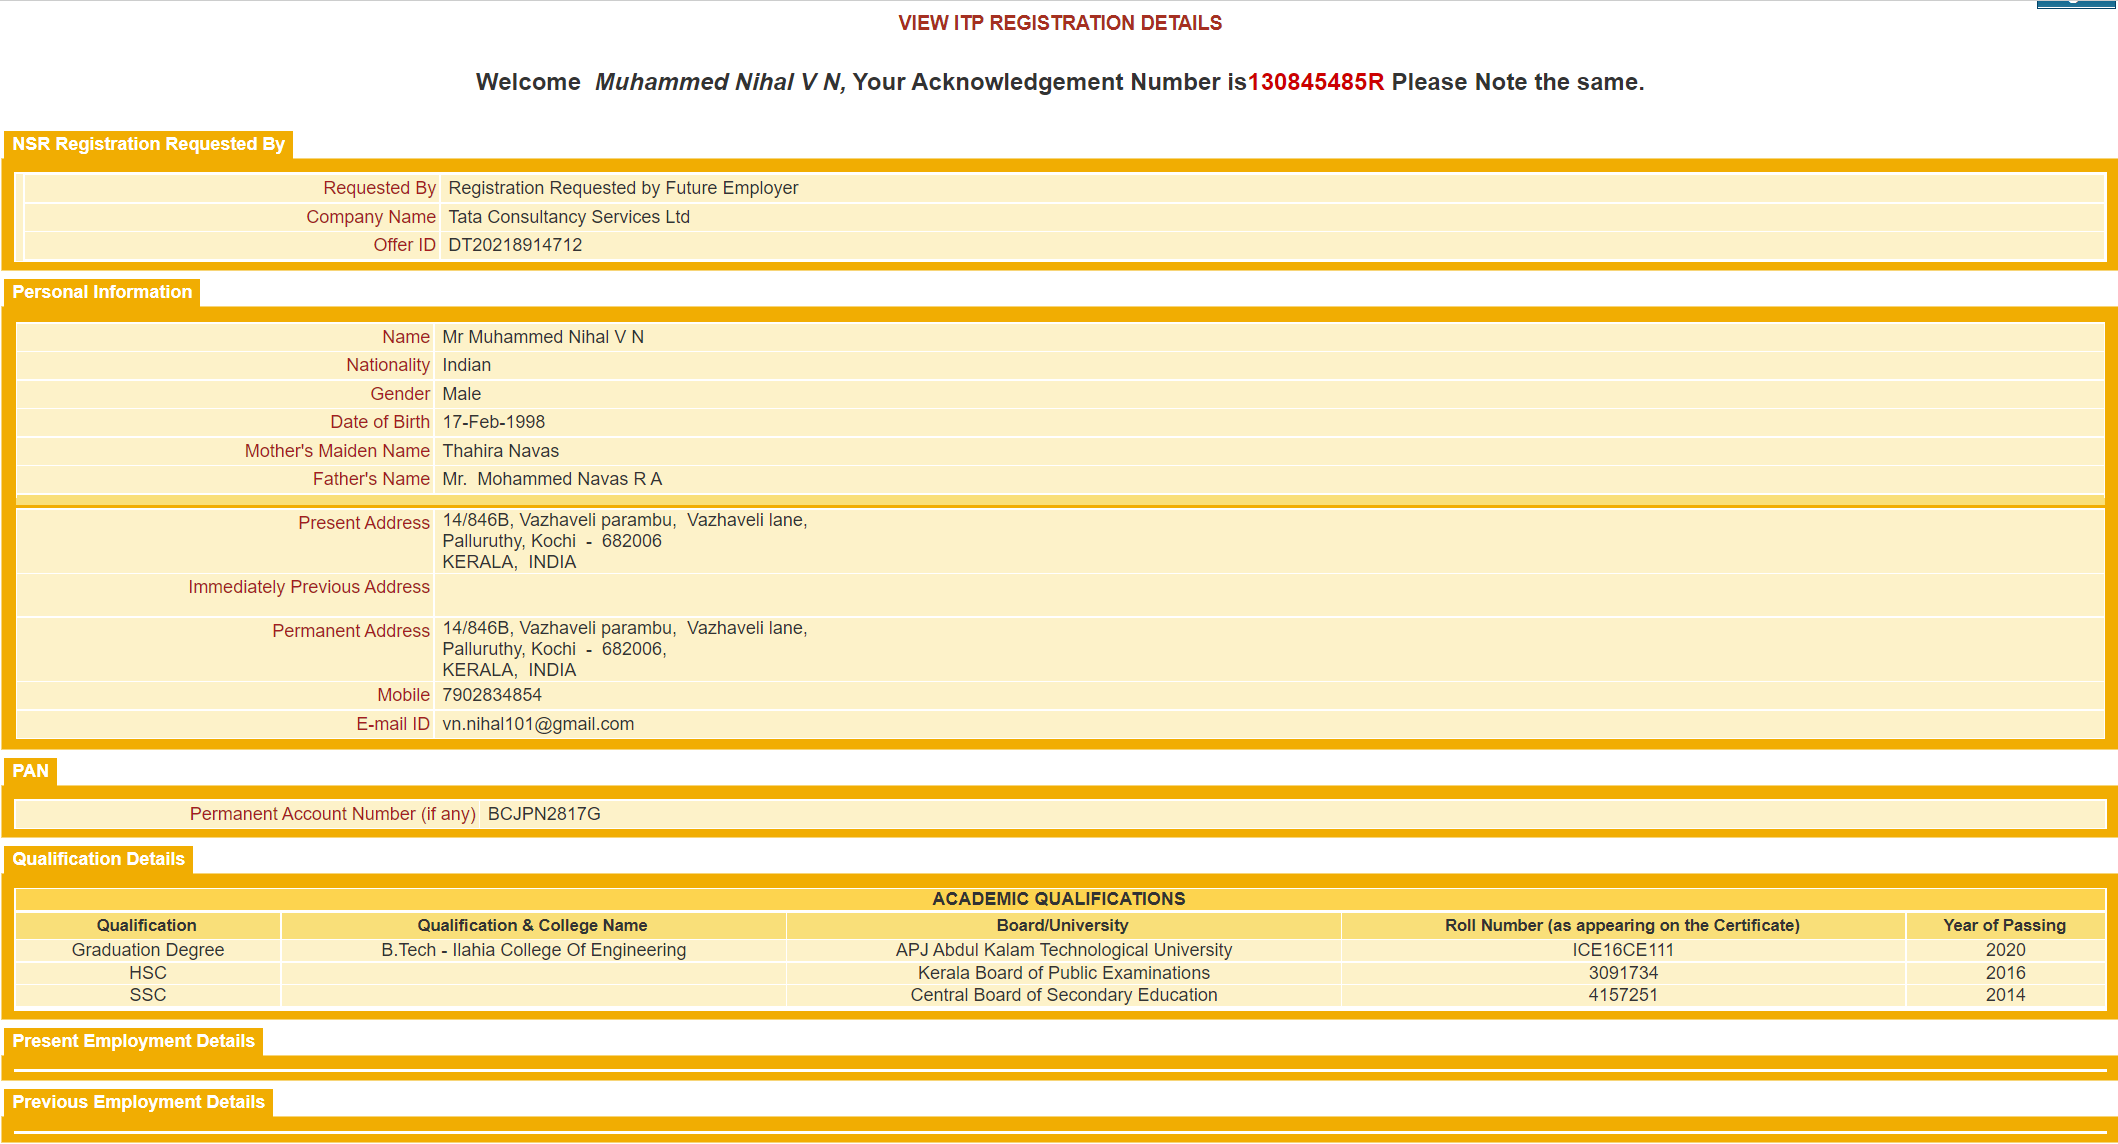 VIEW ITP REGISTRATION DETAILS
Welcome Muhammed Nihal V N, Your Acknowledgement Number is130845485R Please Note the same.
NSR Registration Requested By
Requested By Registration Requested by Future Employer
Company Name Tata Consultancy Services Ltd
Offer ID DT20218914712
Personal Information
Name Mr Muhammed Nihal V N
Nationality Indian
Gender Male
Date of Birth 17-Feb-1998
Mother's Maiden Name Thahira Navas
Father's Name Mr. Mohammed Navas R A
Present Address 14/846B, Vazhaveli parambu, Vazhaveli lane,
Palluruthy, Kochi - 682006
KERALA, INDIA
Immediately Previous Address
Permanent Address 14/846B, Vazhaveli parambu, Vazhaveli lane,
Palluruthy, Kochi - 682006,
KERALA, INDIA
Mobile 7902834854
E-mail ID vn.nihal101@gmail.com
PAN
Permanent Account Number (if any) BCJPN2817G
Qualification Details
ACADEMIC QUALIFICATIONS
Qualification Qualification & College Name Board/University Roll Number (as appearing on the Certificate) Year of Passing
Graduation Degree B.Tech - Ilahia College Of Engineering APJ Abdul Kalam Technological University ICE16CE111 2020
HSC Kerala Board of Public Examinations 3091734 2016
SSC Central Board of Secondary Education 4157251 2014
Present Employment Details
Previous Employment Details